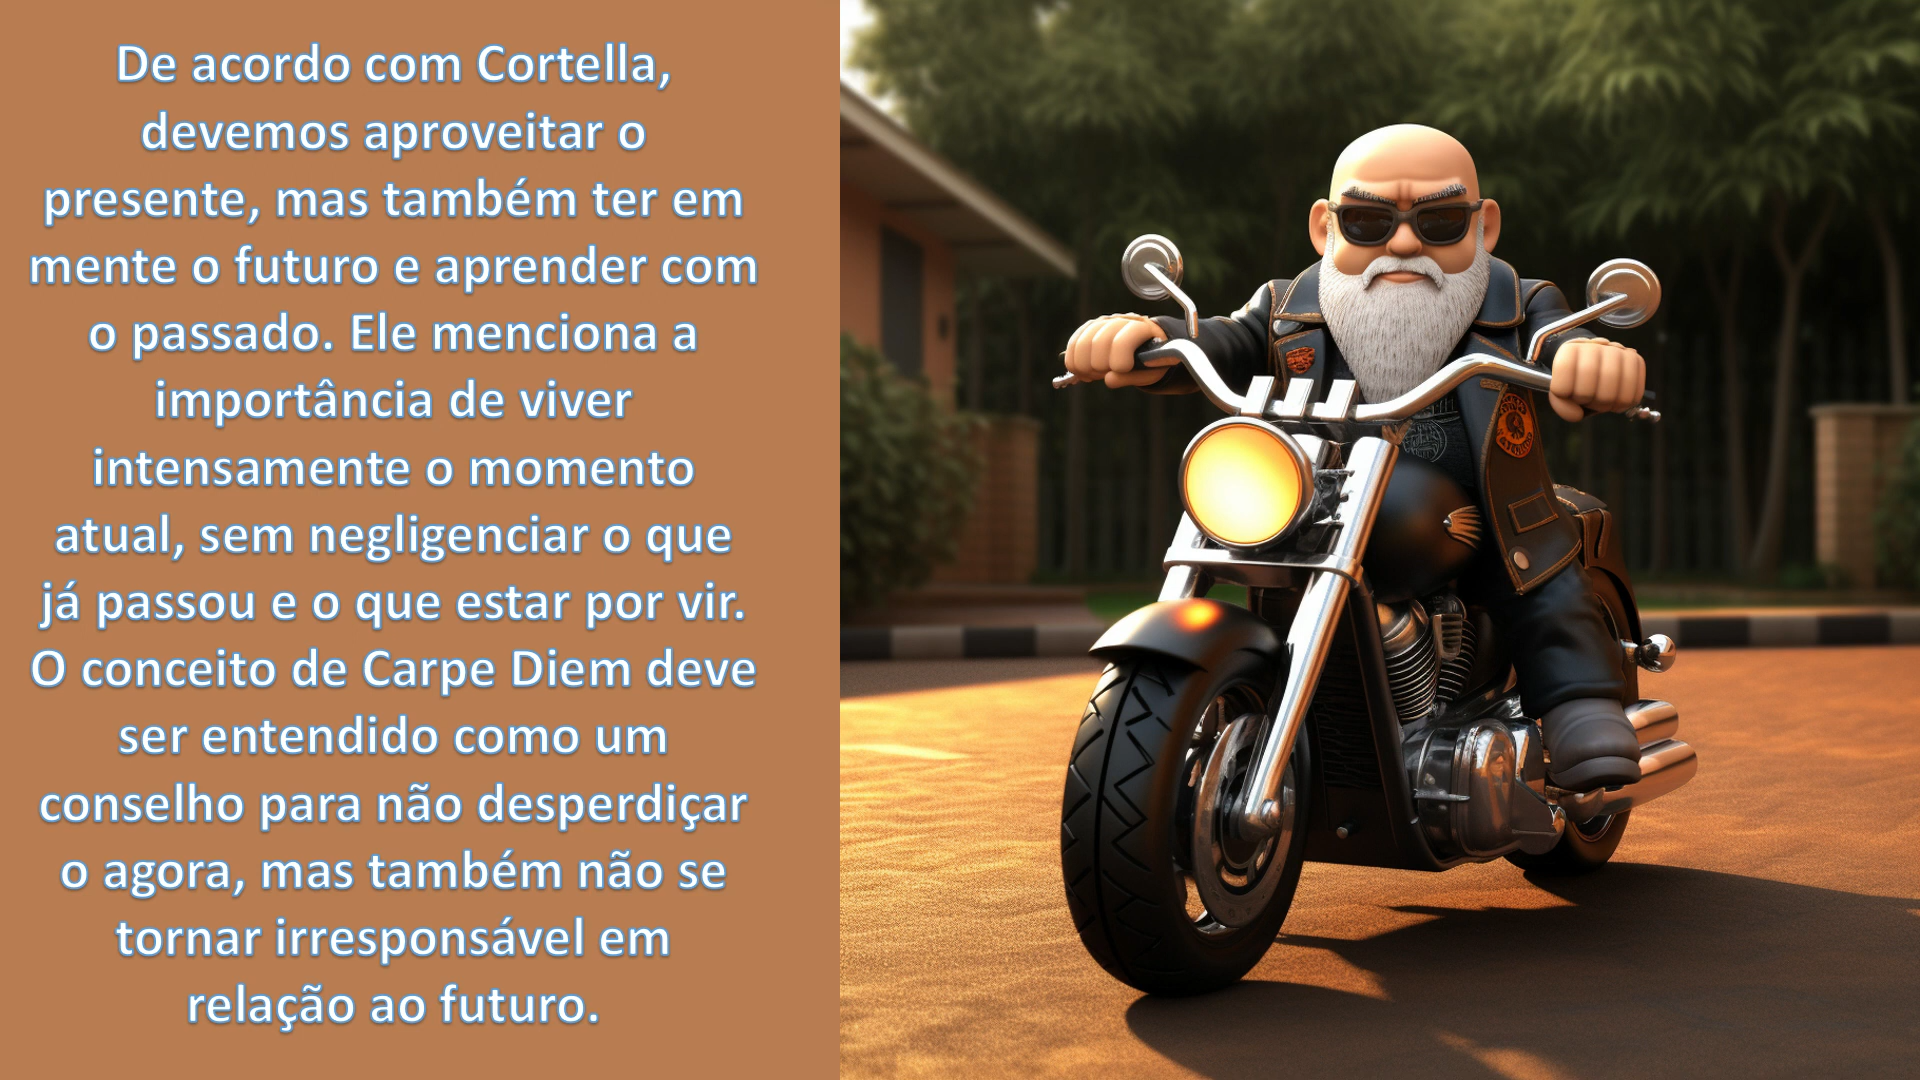 De acordo com Cortella,
devemos aproveitar o
presente, mas também ter em
mente o futuro e aprender com
o passado. Ele menciona a
importância de viver
intensamente o momento
atual, sem negligenciar o que
já passou e o que estar por vir.
O conceito de Carpe Diem deve
ser entendido como um
conselho para não desperdiçar
o agora, mas também não se
tornar irresponsável em
relação ao futuro.